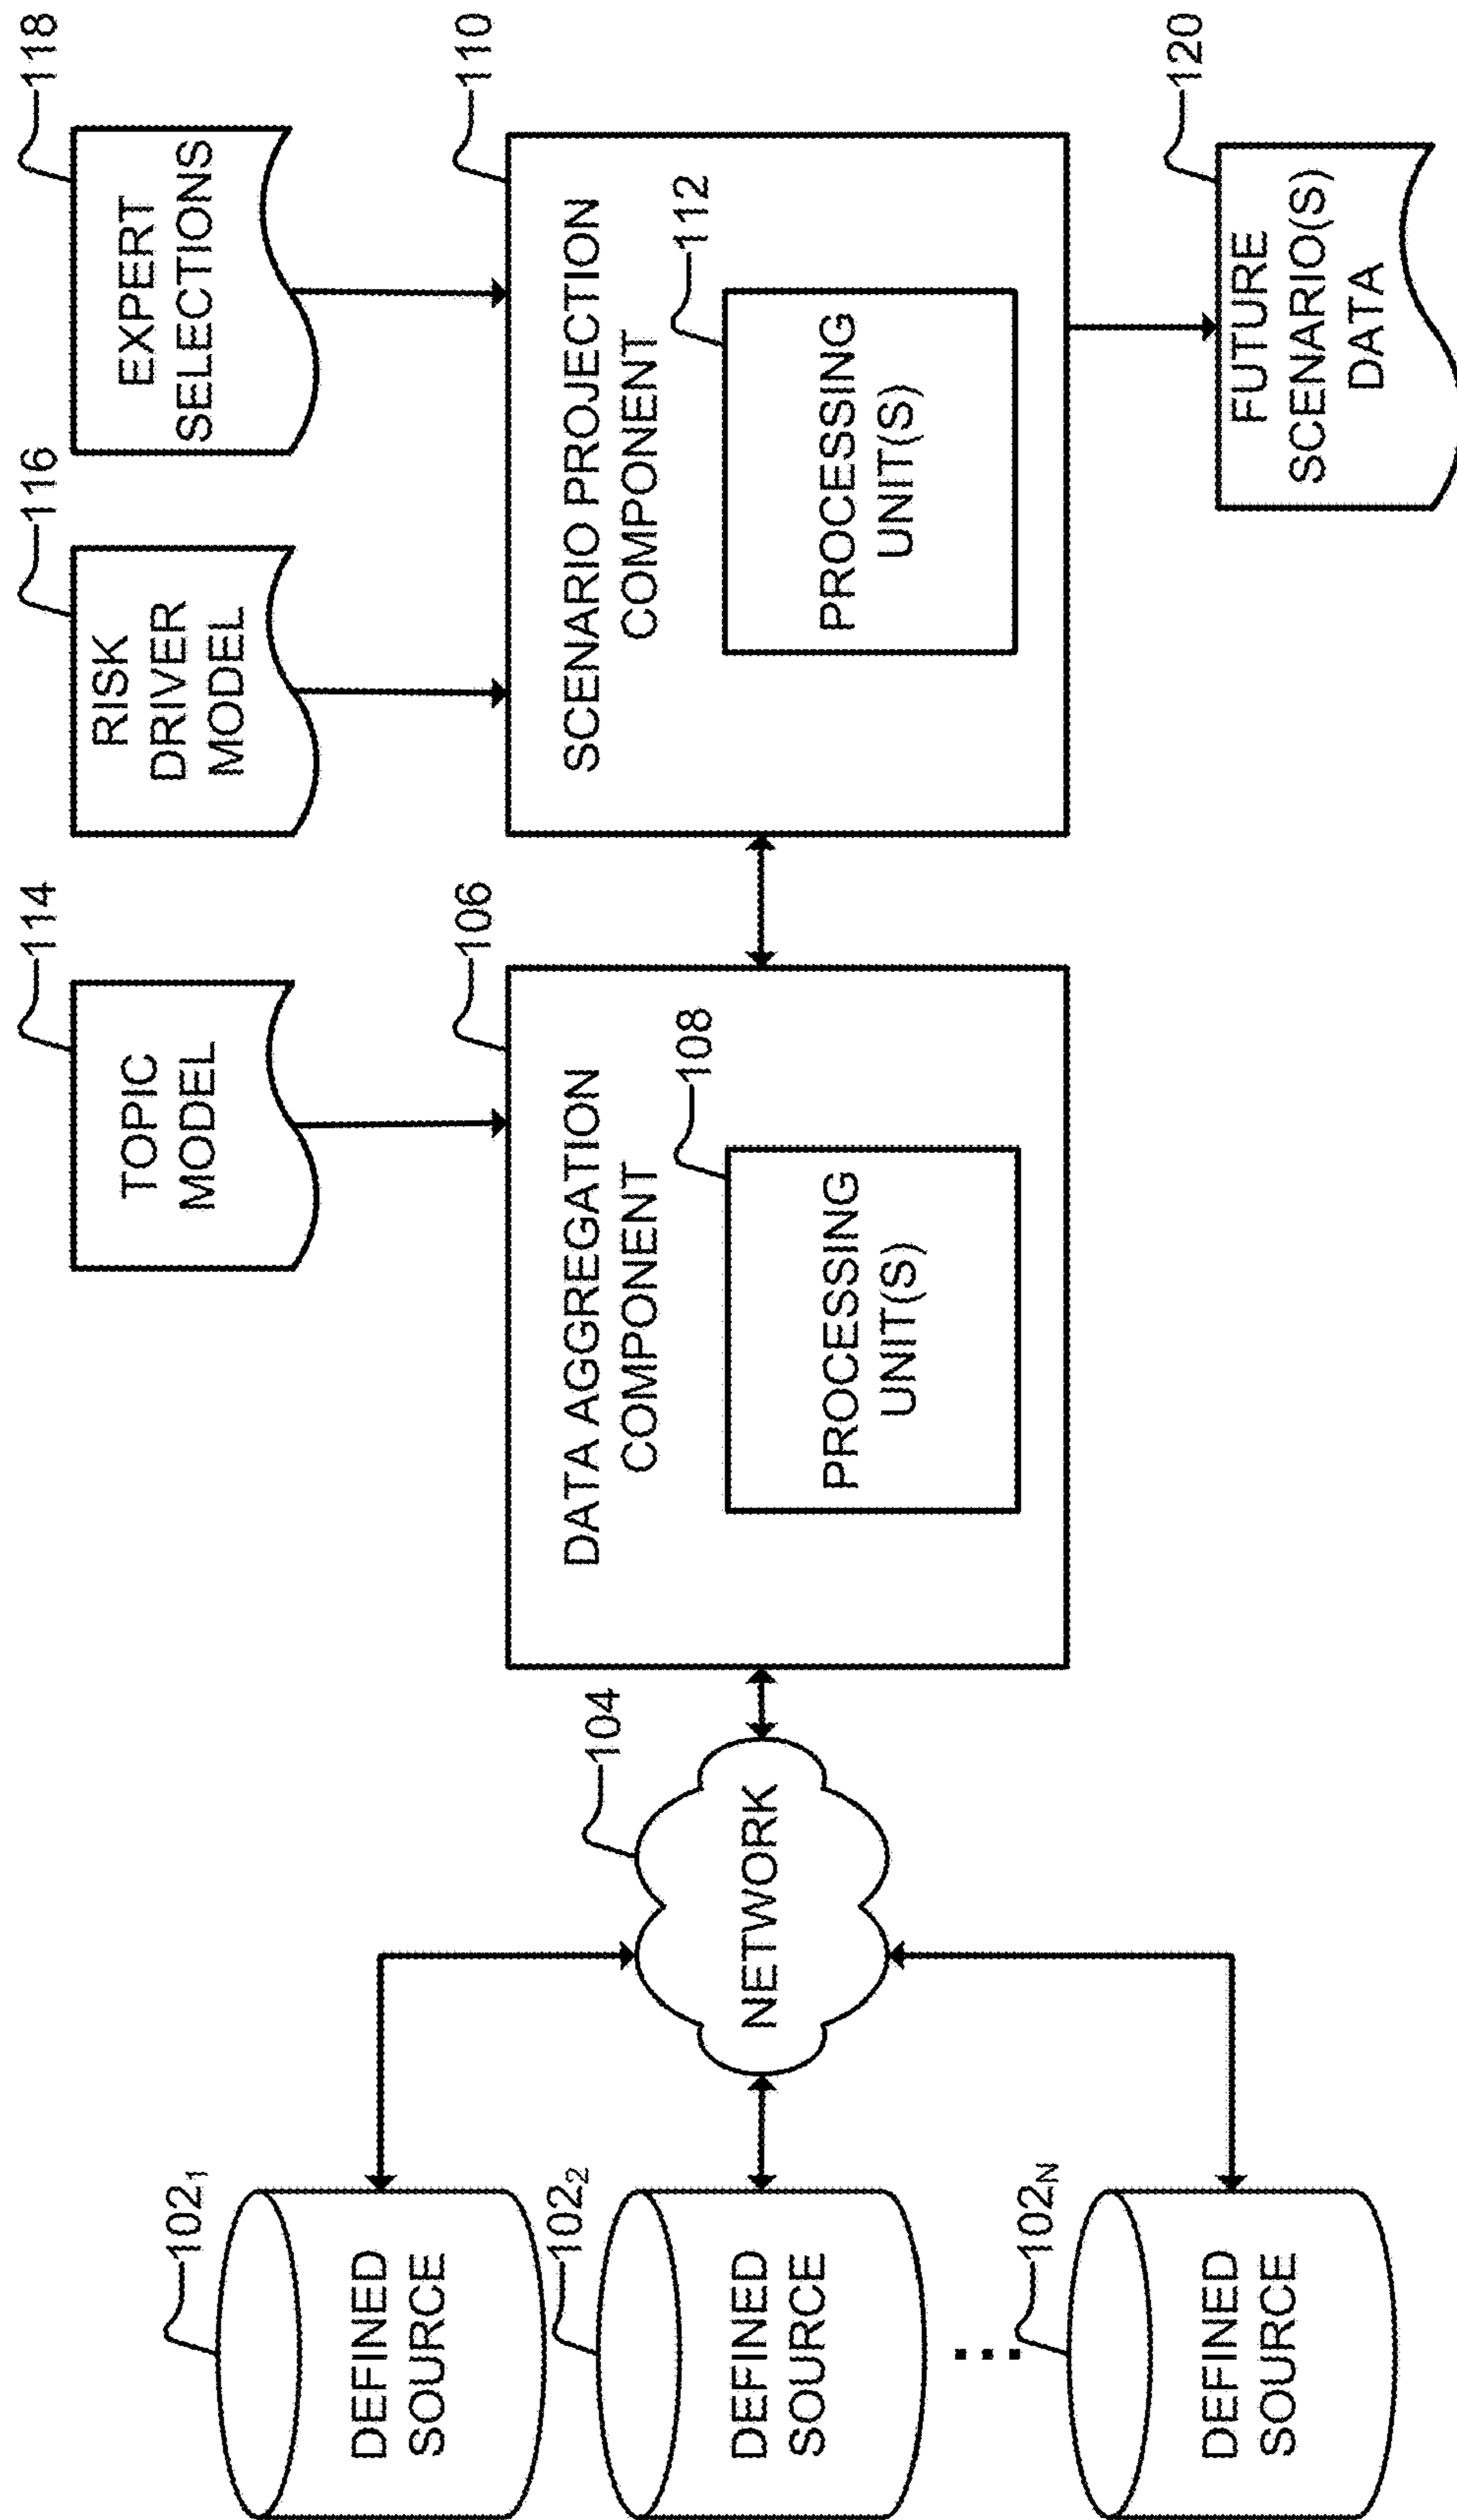 114
TOPIC
MODEL
116
RISK
DRIVER
MODEL
118
EXPERT
SELECTIONS
102₁
DEFINED
SOURCE
102₂
DEFINED
SOURCE
...
102N
DEFINED
SOURCE
104
NETWORK
106
DATA AGGREGATION
COMPONENT
108
PROCESSING
UNIT(S)
110
SCENARIO PROJECTION
COMPONENT
112
PROCESSING
UNIT(S)
120
FUTURE
SCENARIO(S)
DATA